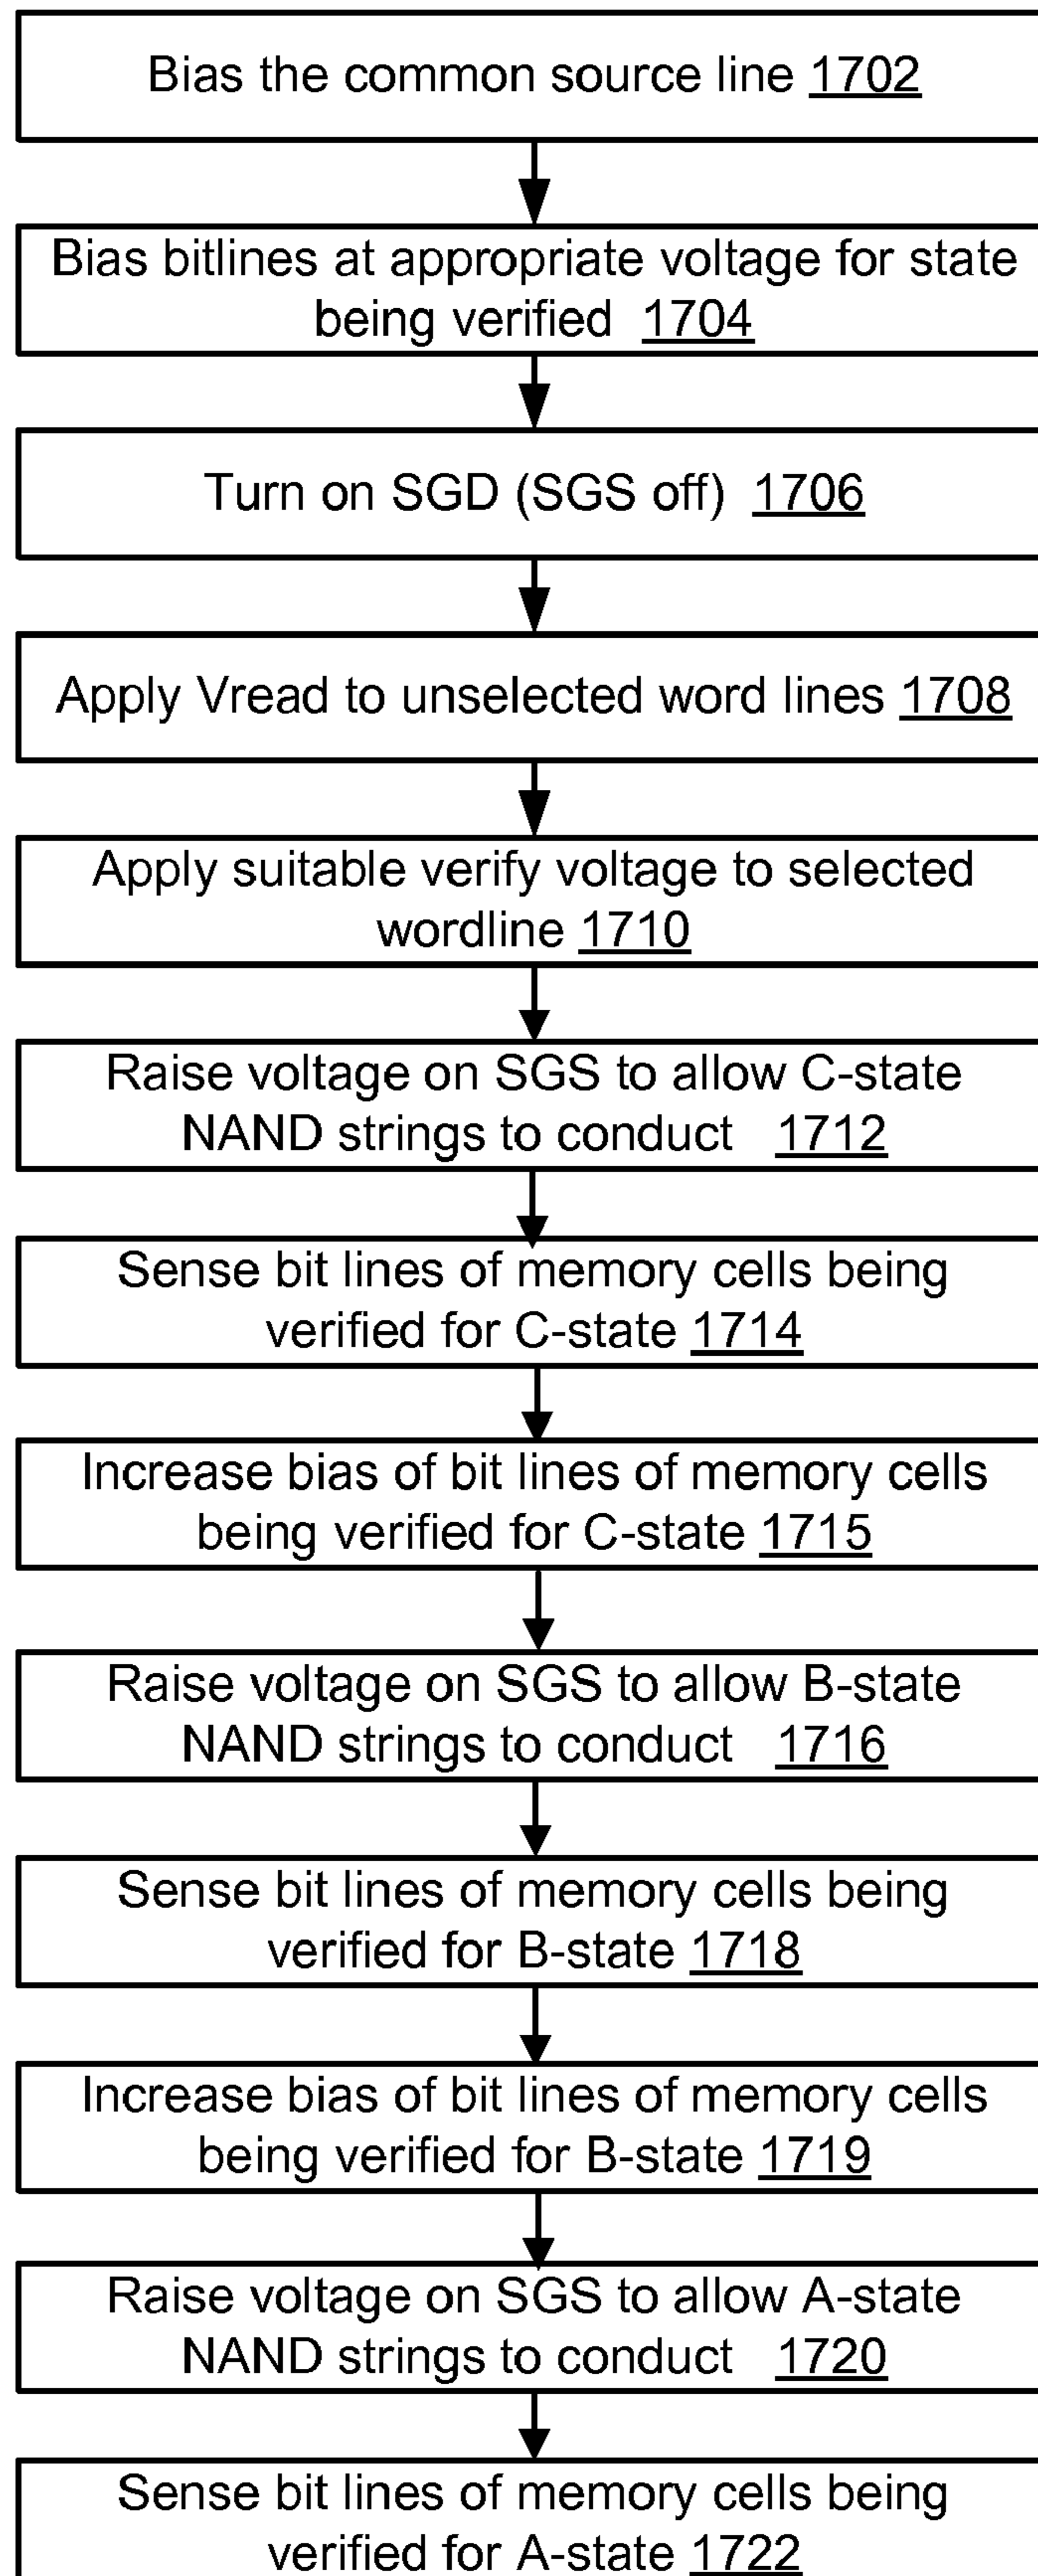 Bias the common source line 1702
Bias bitlines at appropriate voltage for state
being verified 1704
Turn on SGD (SGS off) 1706
Apply Vread to unselected word lines 1708
Apply suitable verify voltage to selected
wordline 1710
Raise voltage on SGS to allow C-state
NAND strings to conduct 1712
Sense bit lines of memory cells being
verified for C-state 1714
Increase bias of bit lines of memory cells
being verified for C-state 1715
Raise voltage on SGS to allow B-state
NAND strings to conduct 1716
Sense bit lines of memory cells being
verified for B-state 1718
Increase bias of bit lines of memory cells
being verified for B-state 1719
Raise voltage on SGS to allow A-state
NAND strings to conduct 1720
Sense bit lines of memory cells being
verified for A-state 1722